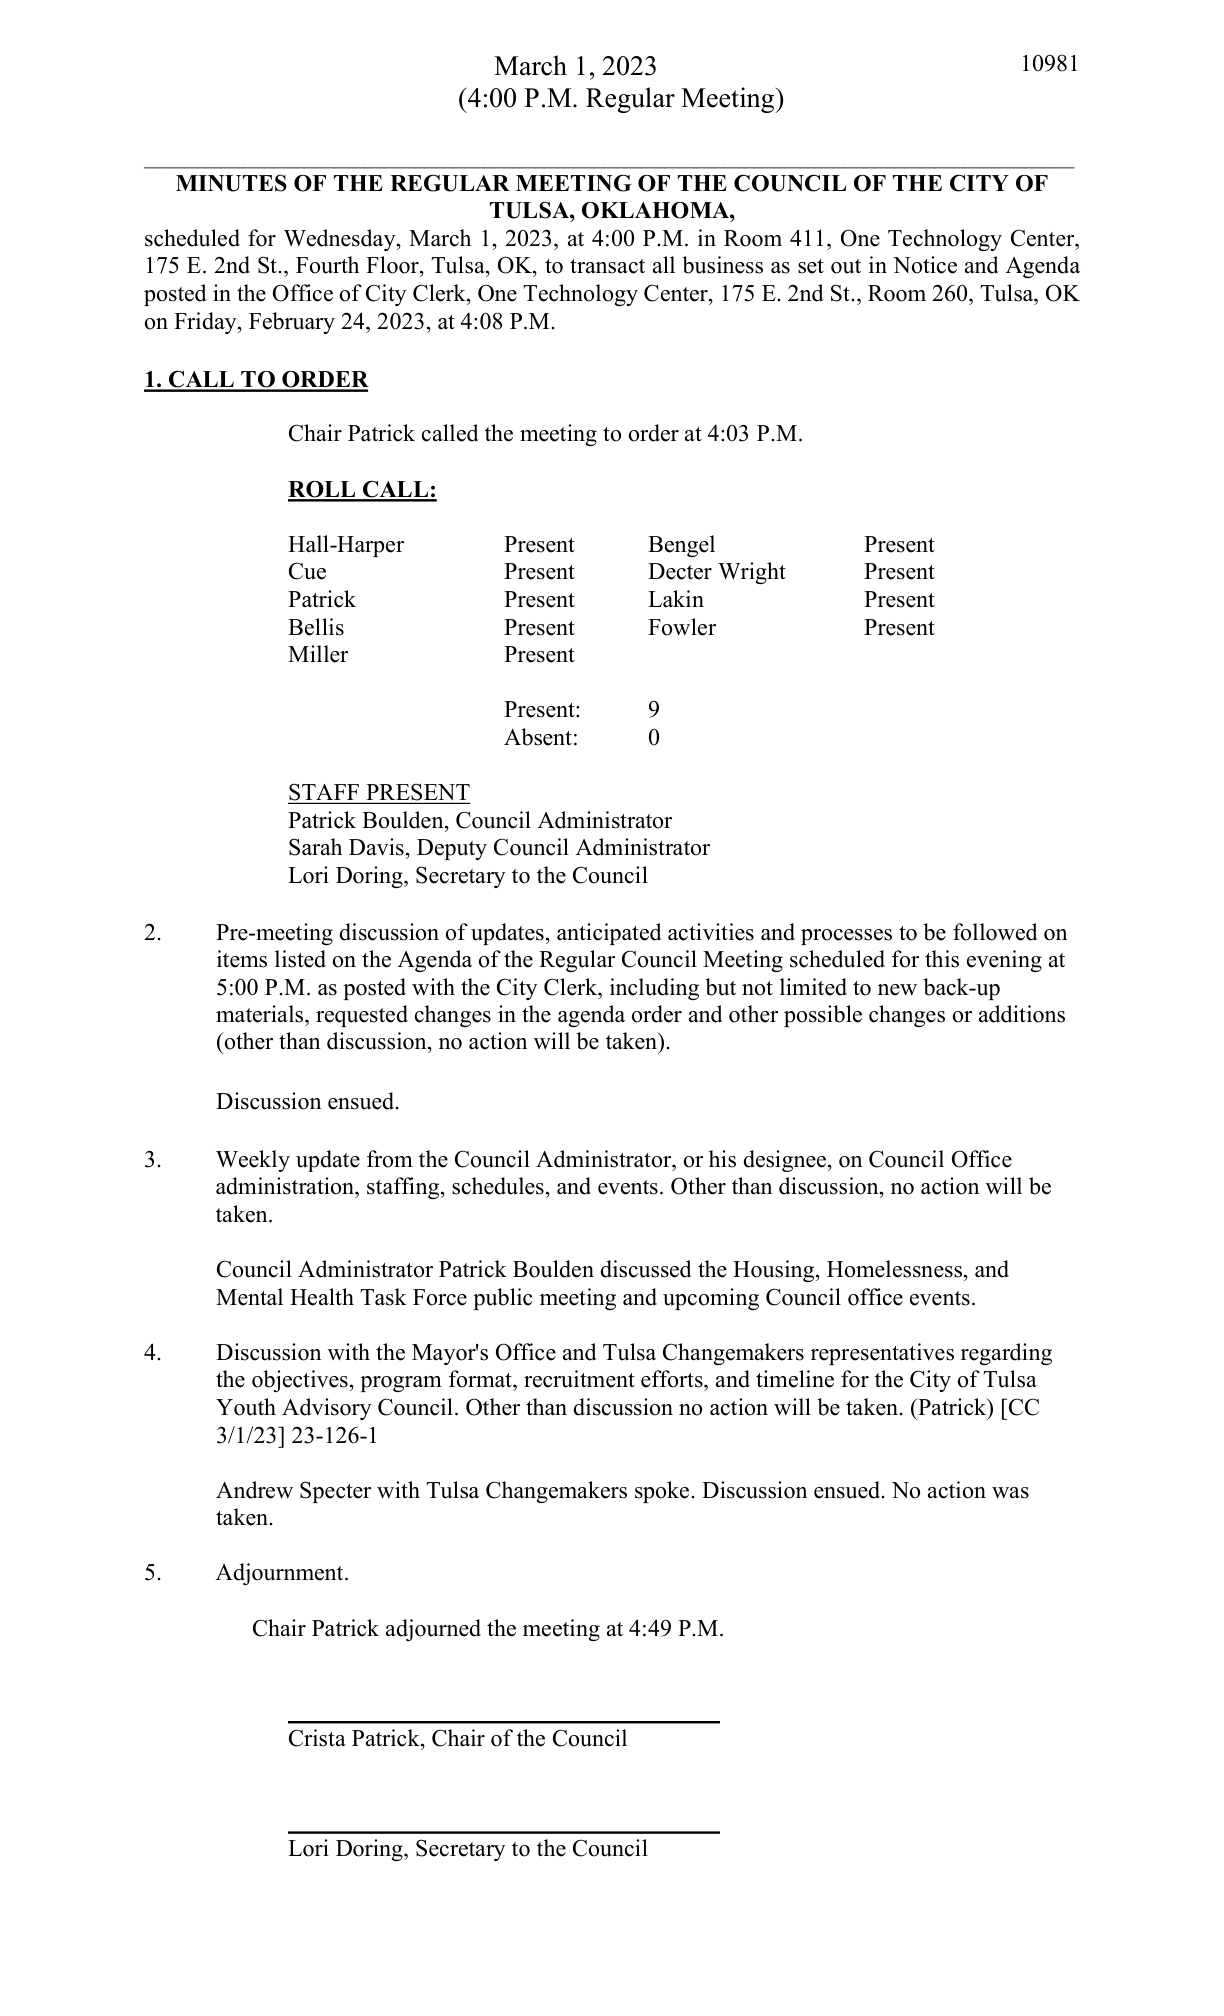 March 1, 2023 10981
(4:00 P.M. Regular Meeting)
MINUTES OF THE REGULAR MEETING OF THE COUNCIL OF THE CITY OF
TULSA, OKLAHOMA,
scheduled for Wednesday, March 1, 2023, at 4:00 P.M. in Room 411, One Technology Center,
175 E. 2nd St., Fourth Floor, Tulsa, OK, to transact all business as set out in Notice and Agenda
posted in the Office of City Clerk, One Technology Center, 175 E. 2nd St., Room 260, Tulsa, OK
on Friday, February 24, 2023, at 4:08 P.M.
1. CALL TO ORDER
Chair Patrick called the meeting to order at 4:03 P.M.
ROLL CALL:
Hall-Harper Present Bengel Present
Cue Present Decter Wright Present
Patrick Present Lakin Present
Bellis Present Fowler Present
Miller Present
Present: 9
Absent: 0
STAFF PRESENT
Patrick Boulden, Council Administrator
Sarah Davis, Deputy Council Administrator
Lori Doring, Secretary to the Council
2. Pre-meeting discussion of updates, anticipated activities and processes to be followed on
items listed on the Agenda of the Regular Council Meeting scheduled for this evening at
5:00 P.M. as posted with the City Clerk, including but not limited to new back-up
materials, requested changes in the agenda order and other possible changes or additions
(other than discussion, no action will be taken).
Discussion ensued.
3. Weekly update from the Council Administrator, or his designee, on Council Office
administration, staffing, schedules, and events. Other than discussion, no action will be
taken.
Council Administrator Patrick Boulden discussed the Housing, Homelessness, and
Mental Health Task Force public meeting and upcoming Council office events.
4. Discussion with the Mayor's Office and Tulsa Changemakers representatives regarding
the objectives, program format, recruitment efforts, and timeline for the City of Tulsa
Youth Advisory Council. Other than discussion no action will be taken. (Patrick) [CC
3/1/23] 23-126-1
Andrew Specter with Tulsa Changemakers spoke. Discussion ensued. No action was
taken.
5. Adjournment.
Chair Patrick adjourned the meeting at 4:49 P.M.
Crista Patrick, Chair of the Council
Lori Doring, Secretary to the Council